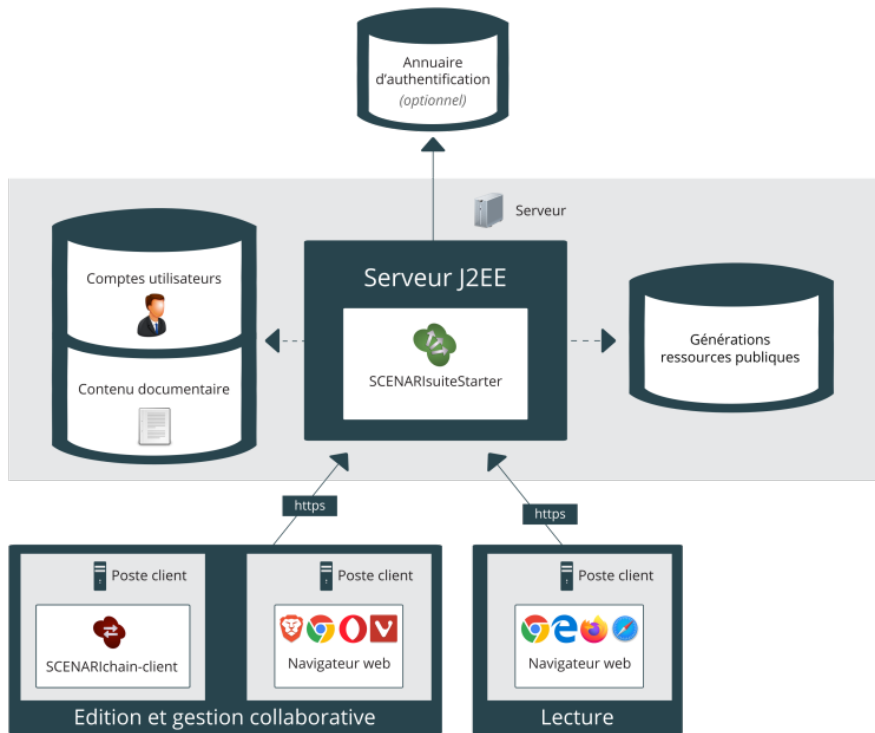 Annuaire
d'authentification
(optionnel)
Serveur
Comptes utilisateurs
Contenu documentaire
Serveur J2EE
SCENARIsuiteStarter
Générations
ressources publiques
https
https
Poste client
SCENARIchain-client
Poste client
Navigateur web
Edition et gestion collaborative
Poste client
Navigateur web
Lecture